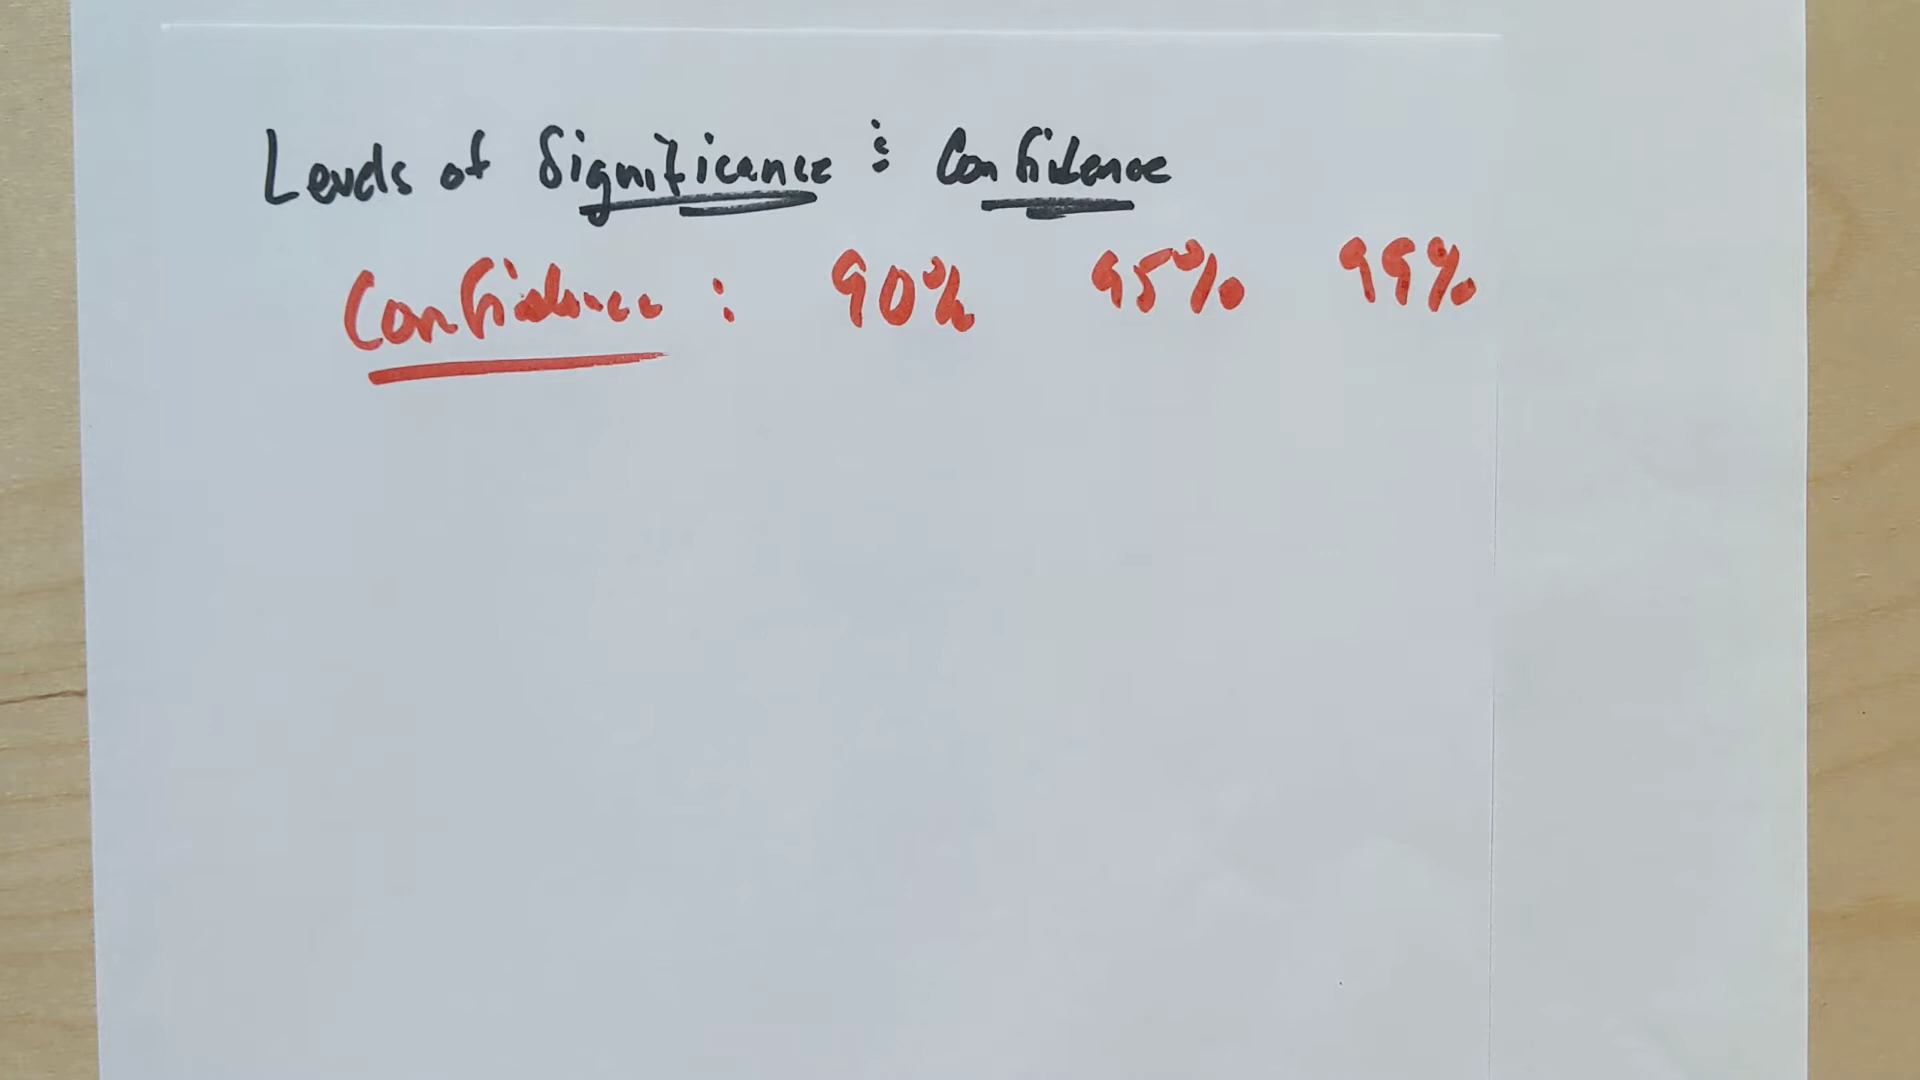 Levels of Significance : Confidence
Confidence : 90% 95% 99%